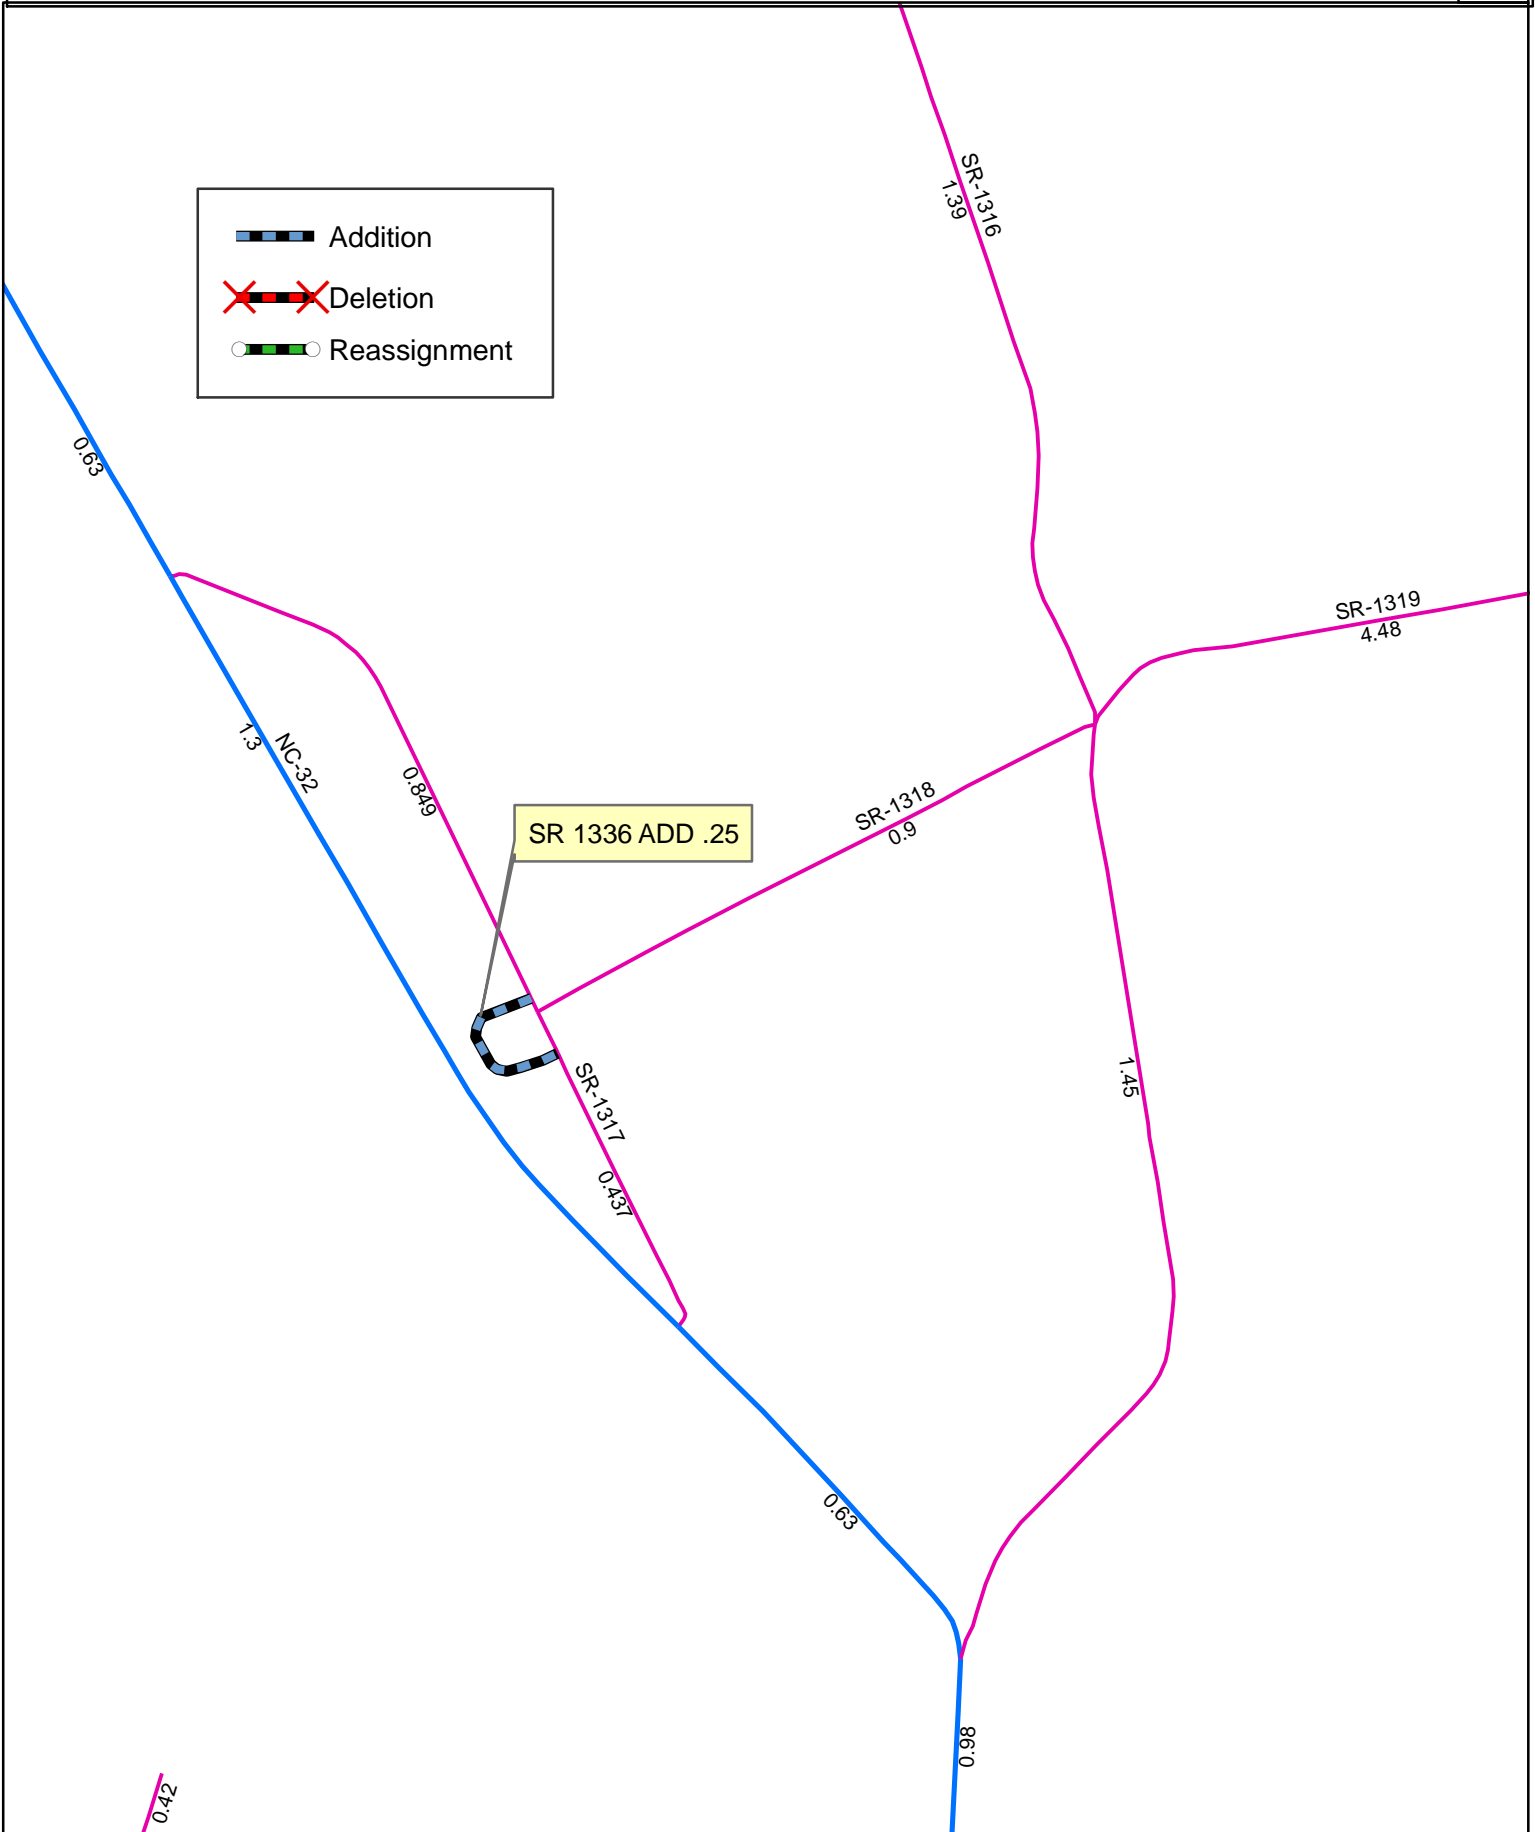 SR-1316
1.39
Addition
Deletion
Reassignment
0.63
SR-1319
4.48
1.3
NC-32
0.849
SR-1318
0.9
SR 1336 ADD .25
SR-1317
1.45
0.437
0.63
0.98
0.42